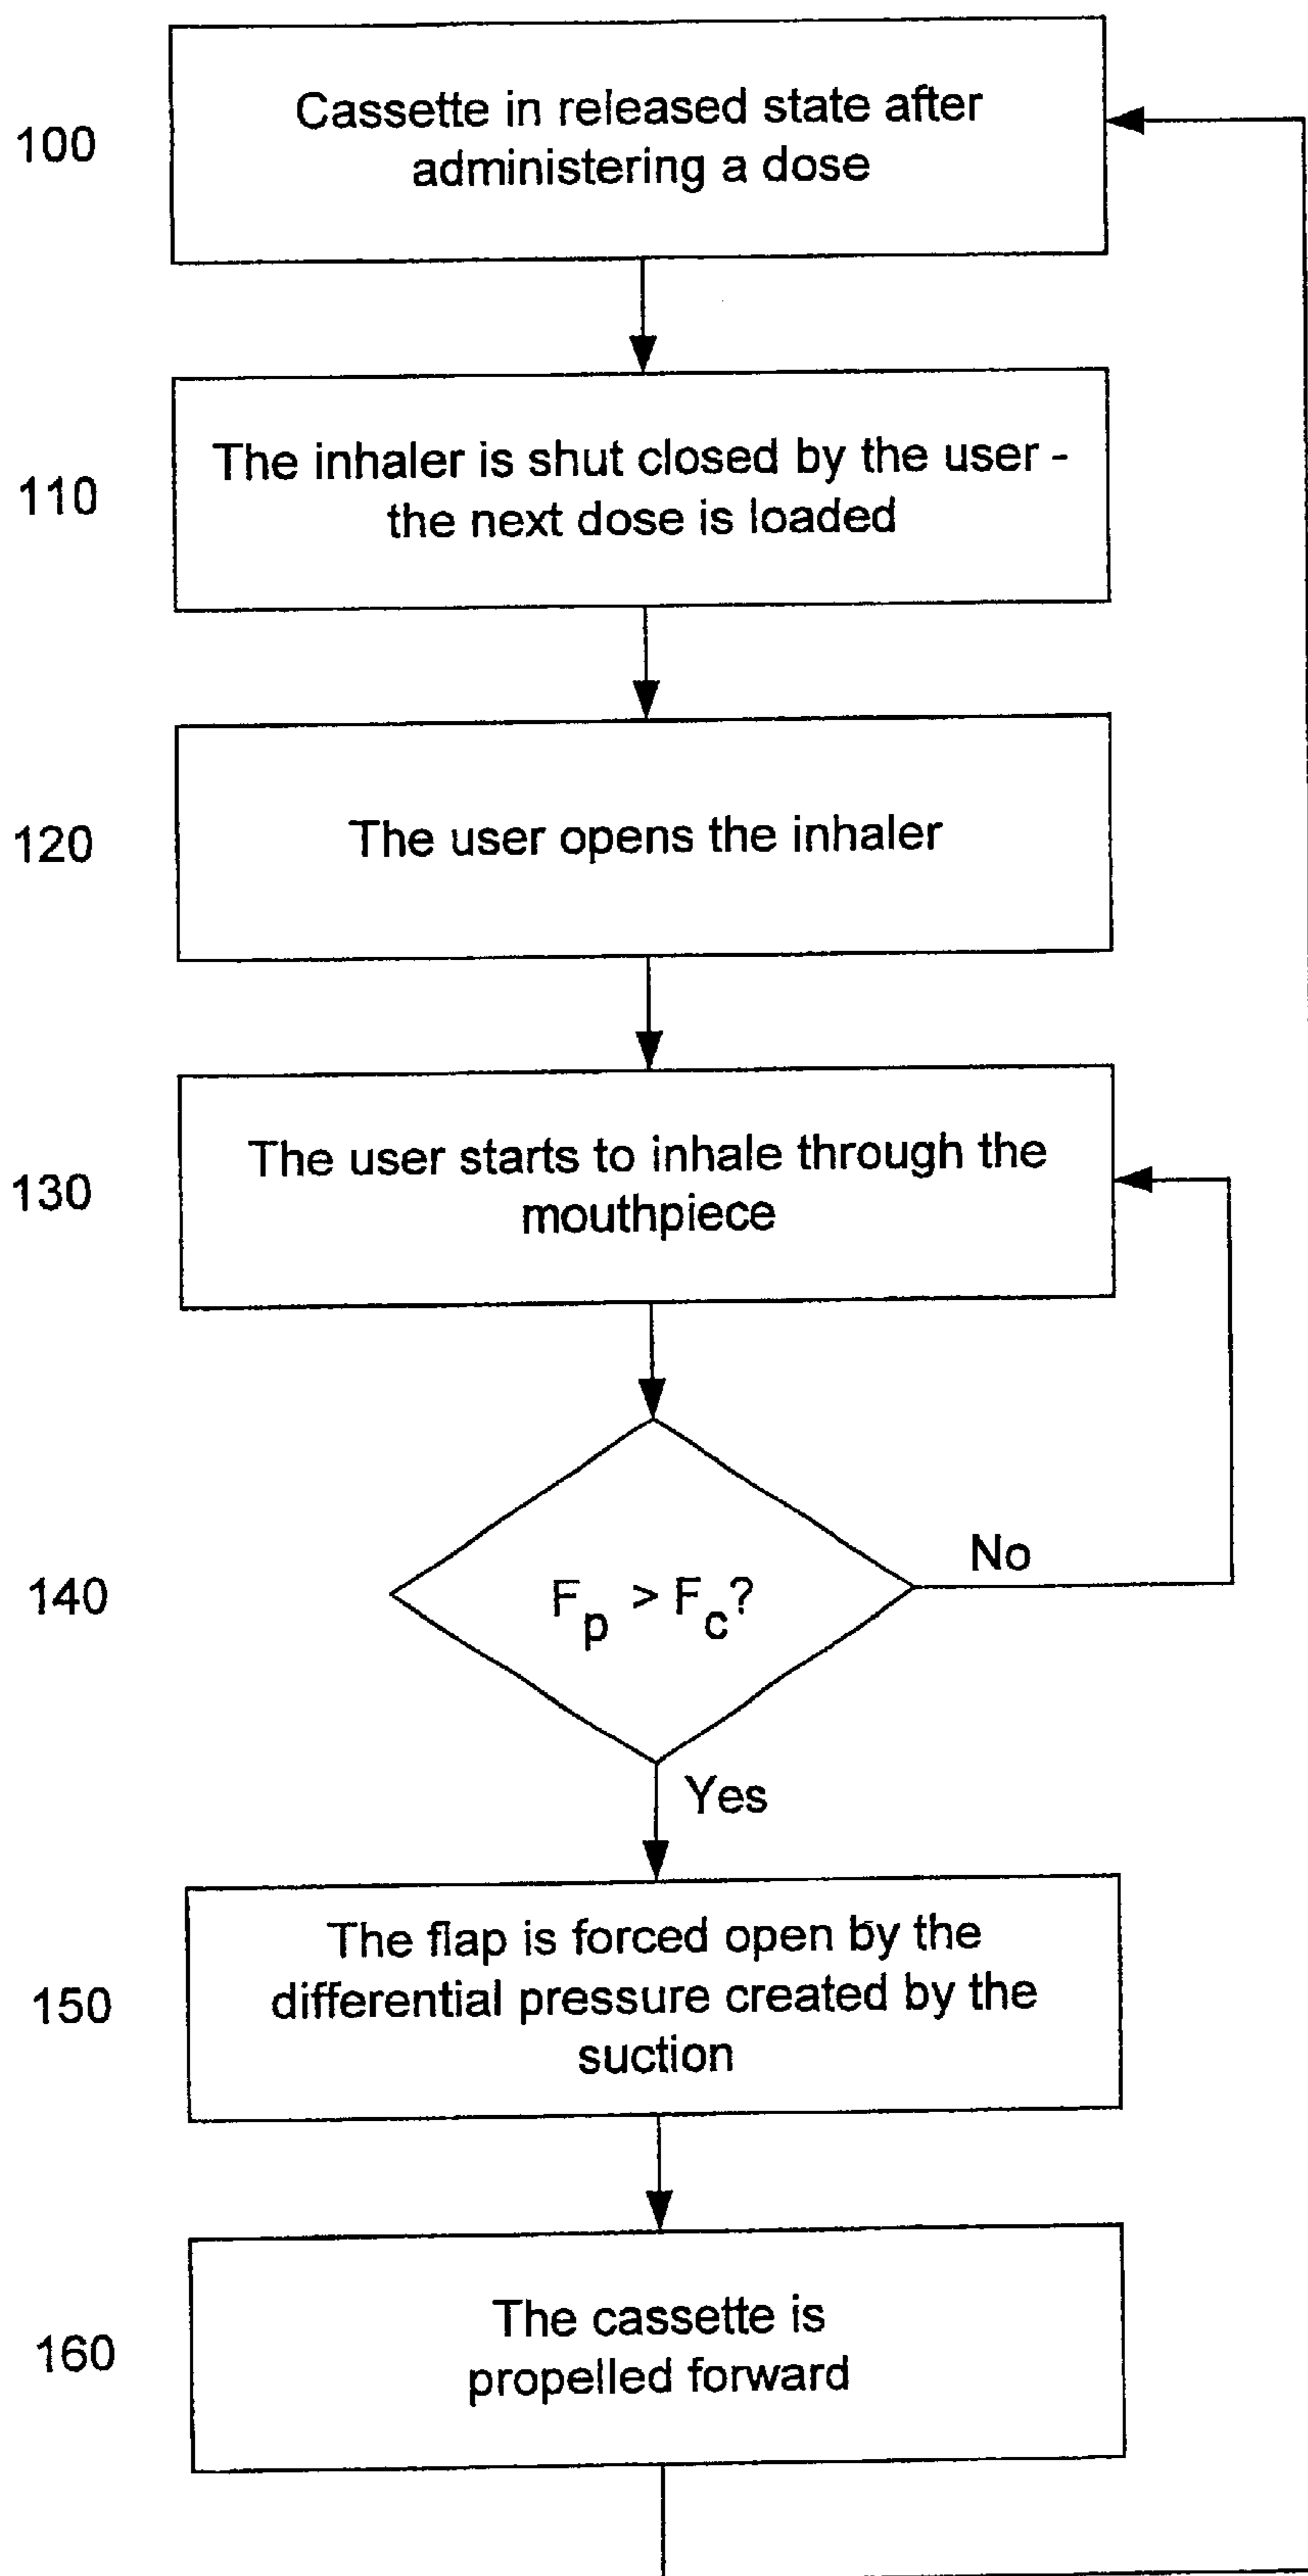 100
Cassette in released state after
administering a dose
110
The inhaler is shut closed by the user -
the next dose is loaded
120
The user opens the inhaler
130
The user starts to inhale through the
mouthpiece
140
Fp > Fc?
No
Yes
150
The flap is forced open by the
differential pressure created by the
suction
160
The cassette is
propelled forward